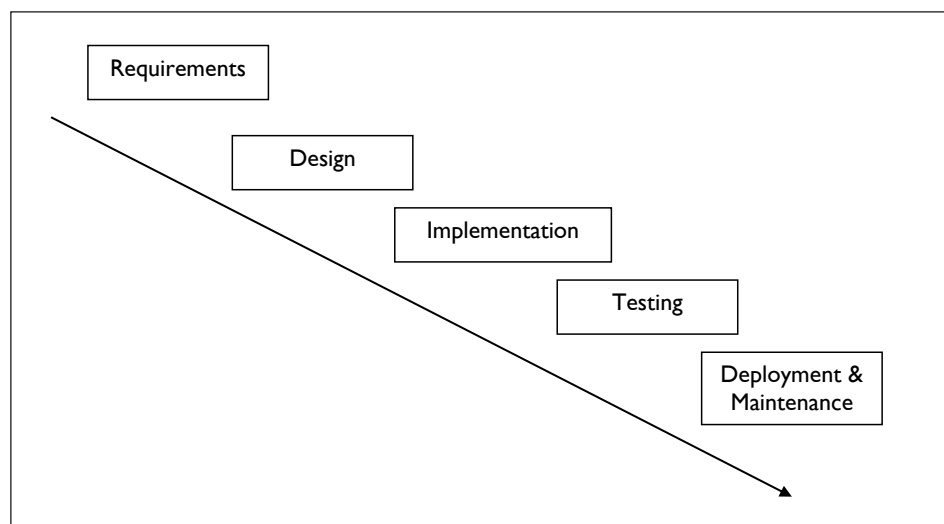 Requirements
Design
Implementation
Testing
Deployment &
Maintenance